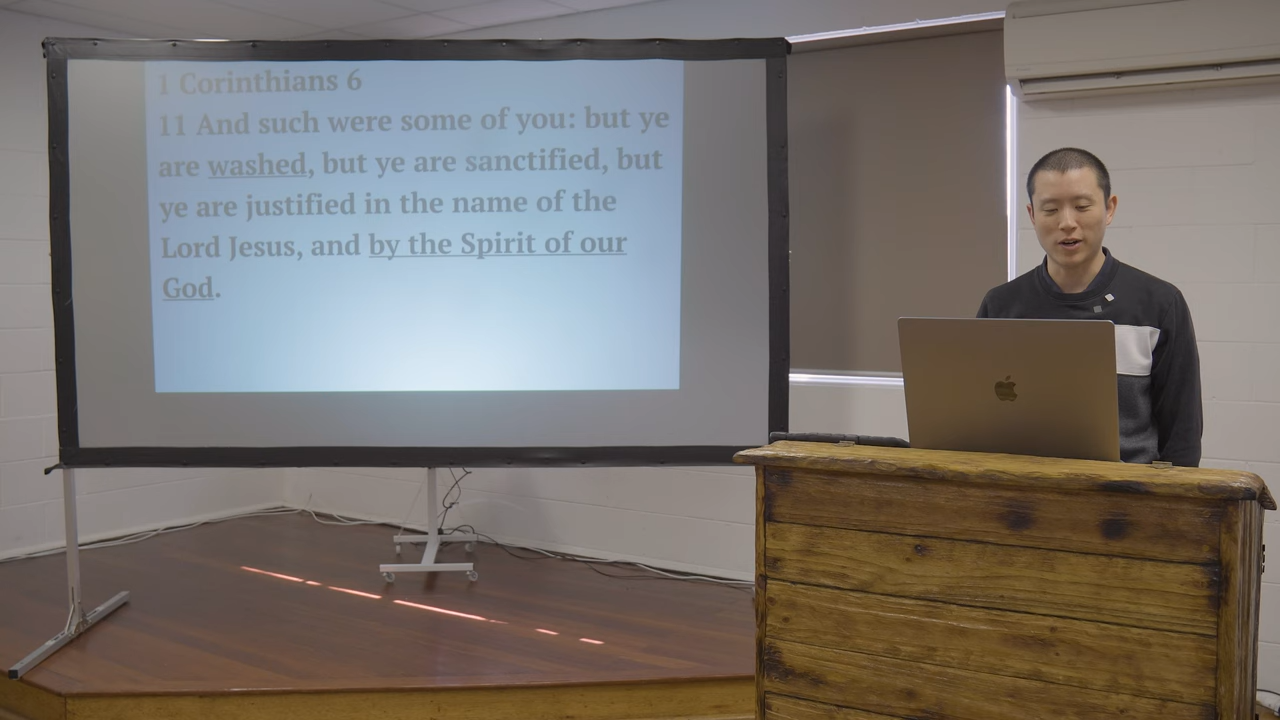 1 Corinthians 6
11 And such were some of you: but ye
are washed, but ye are sanctified, but
ye are justified in the name of the
Lord Jesus, and by the Spirit of our
God.